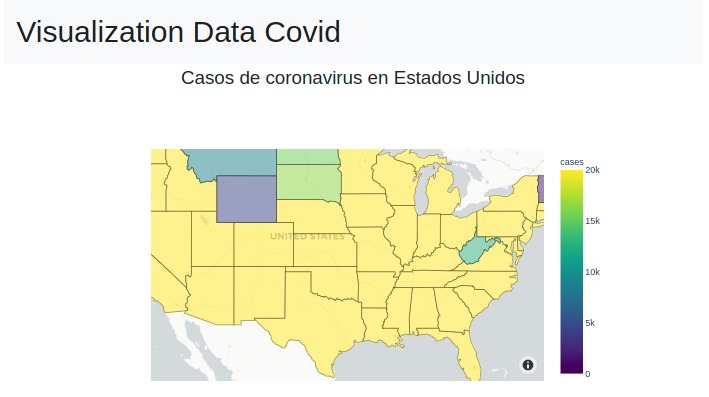 Visualization Data Covid
Casos de coronavirus en Estados Unidos
cases
20k
15k
10k
5k
0
UNITED STATES
i